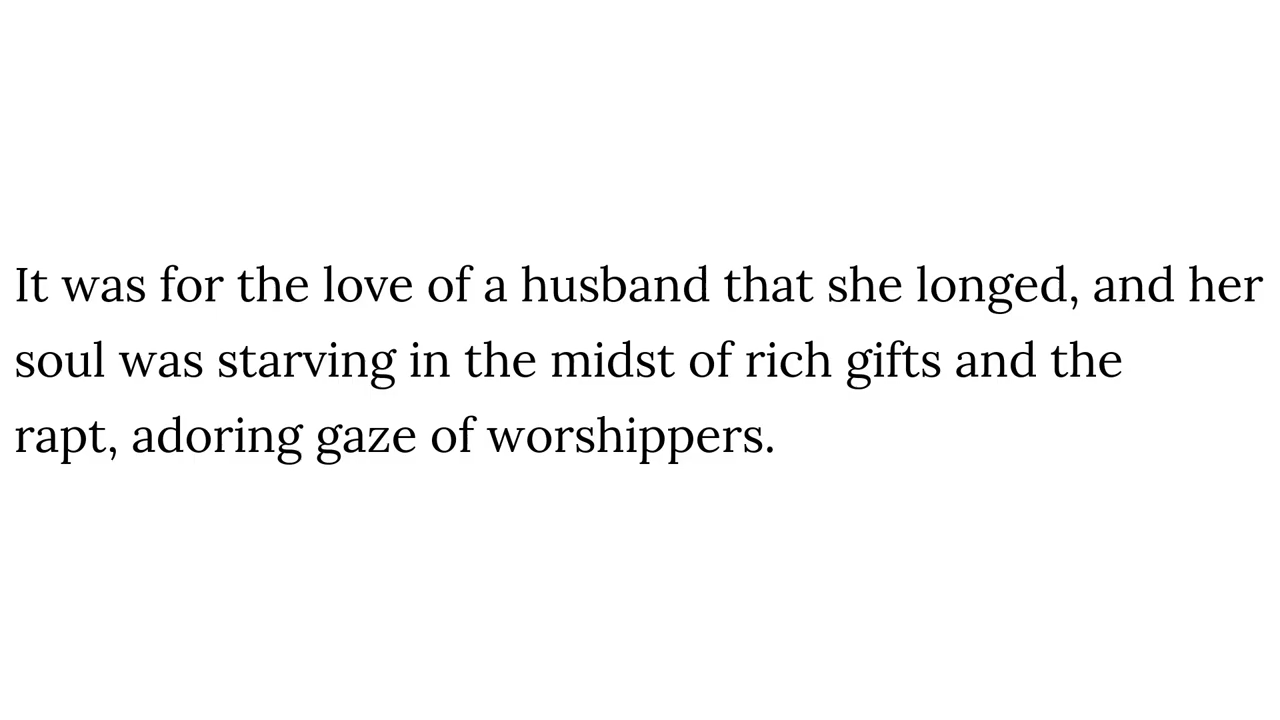 It was for the love of a husband that she longed, and her
soul was starving in the midst of rich gifts and the
rapt, adoring gaze of worshippers.